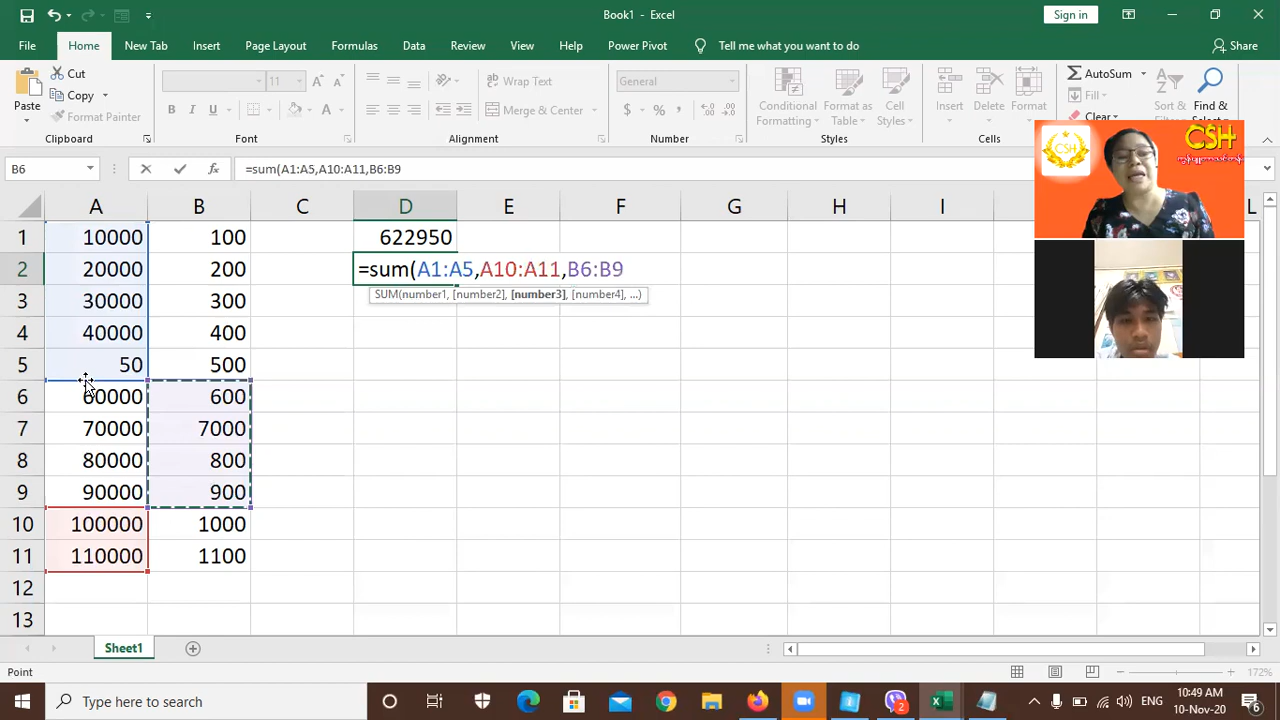 Book1 - Excel
Sign in
File Home New Tab Insert Page Layout Formulas Data Review View Help Power Pivot Tell me what you want to do Share
Paste
Cut
Copy
Format Painter
Clipboard
11
B I U
A A
Font
Wrap Text
Merge & Center
Alignment
General
$ % ,
Number
Conditional Formatting
Format as Table
Cell Styles
Styles
Insert
Delete
Format
Cells
AutoSum
Fill
Clear
Sort &
Find &
CSH
CSH
B6 fx =sum(A1:A5,A10:A11,B6:B9
A B C D E F G H I L
1 10000 100 622950
2 20000 200 =sum(A1:A5,A10:A11,B6:B9
SUM(number1, [number2], [number3], [number4], ...)
3 30000 300
4 40000 400
5 50 500
6 60000 600
7 70000 7000
8 80000 800
9 90000 900
10 100000 1000
11 110000 1100
12
13
Sheet1
Point 172%
Type here to search
2
ENG
10:49 AM
10-Nov-20
6